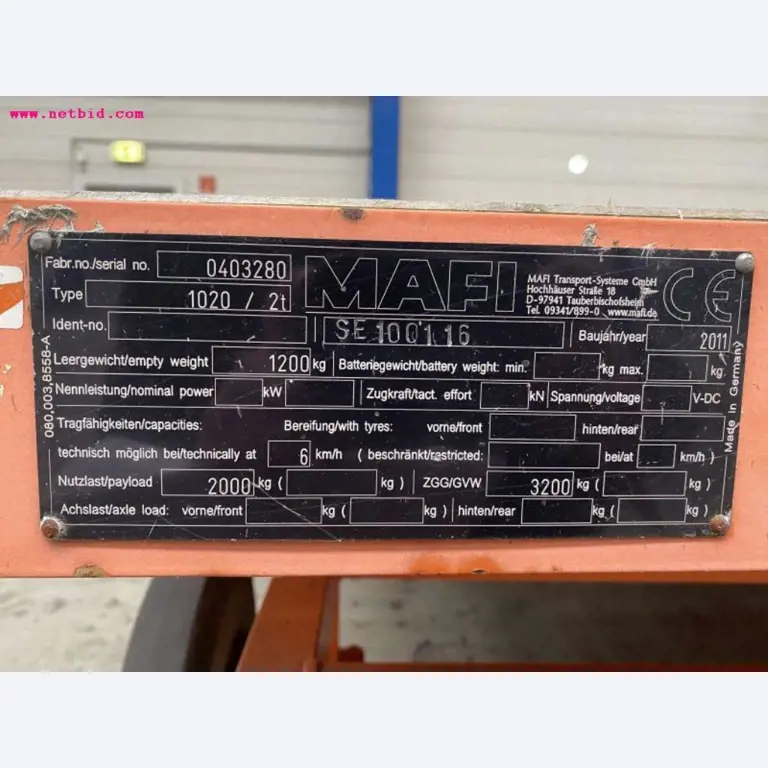 www.netbid.com
Fabr.no./serial no. 0403280
MAFI
MAFI Transport-Systeme GmbH
Hochhäuser Straße 18
D-97941 Tauberbischofsheim
Tel. 09341/899-0 www.mafi.de
CE
Type 1020 / 2t
Ident-no. SE100116 Baujahr/year 2011
Leergewicht/empty weight 1200 kg Batteriegewicht/battery weight: min. kg max. kg
Nennleistung/nominal power kW Zugkraft/tact. effort kN Spannung/voltage V-DC
Tragfähigkeiten/capacities: Bereifung/with tyres: vorne/front hinten/rear
technisch möglich bei/technically at 6 km/h ( beschränkt/restricted: bei/at km/h )
Nutzlast/payload 2000 kg ( kg ) ZGG/GVW 3200 kg ( kg )
Achslast/axle load: vorne/front kg ( kg ) hinten/rear kg ( kg )
080.003.8558-A
Made in Germany